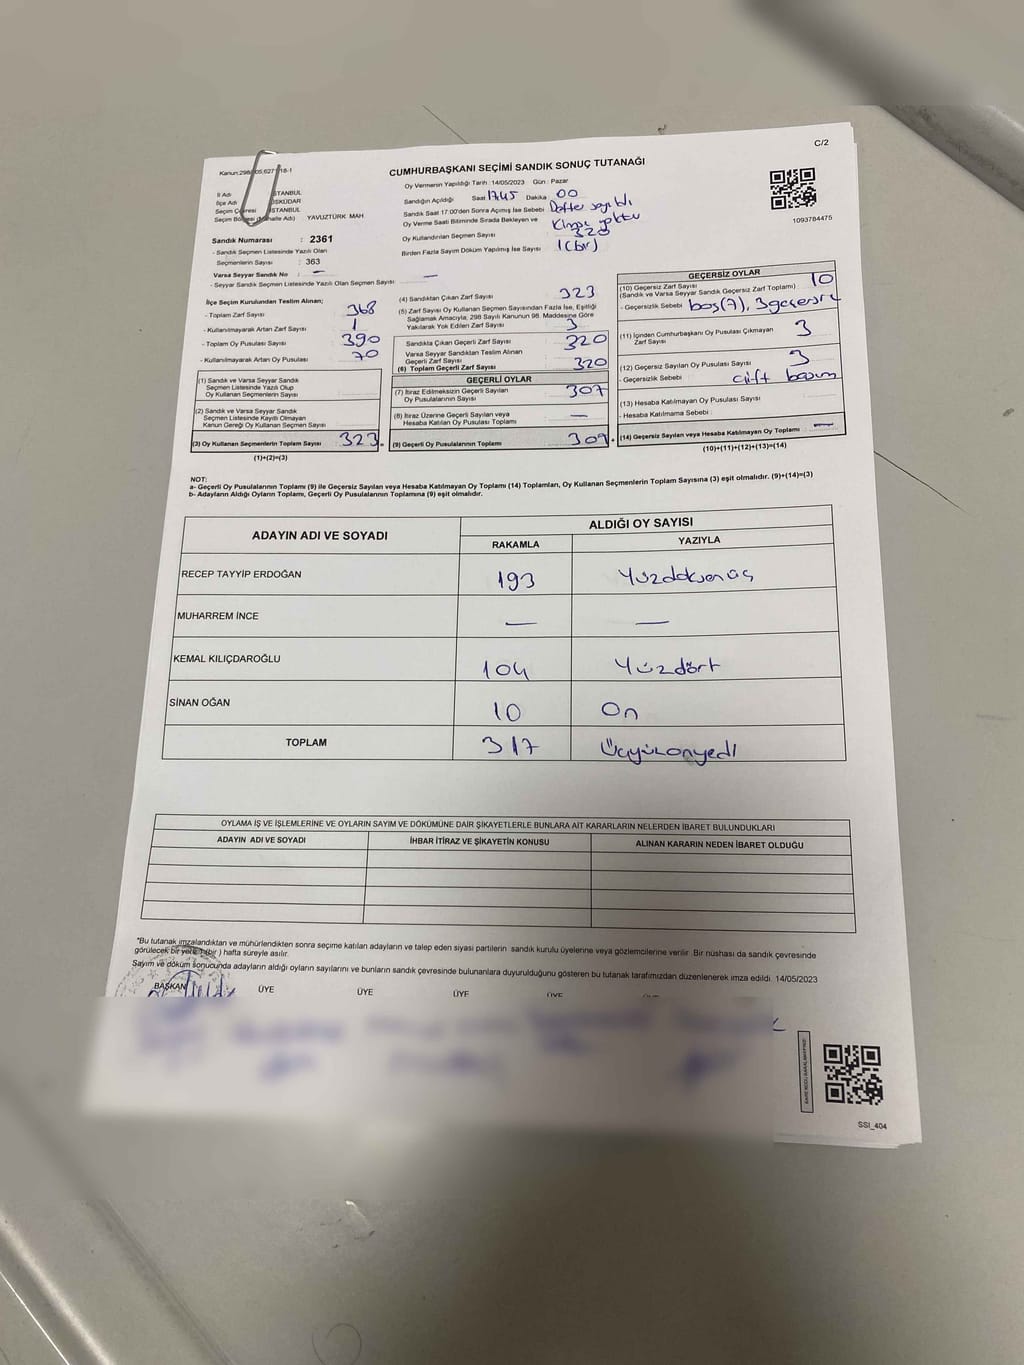 C/2
Kanun:298
18-1
CUMHURBAŞKANI SEÇİMİ SANDIK SONUÇ TUTANAĞI
İl Adı İSTANBUL
İlçe Adı ÜSKÜDAR
Seçim Çevresi İSTANBUL
Seçim Bölgesi (Mahalle Adı) YAVUZTÜRK MAH
Sandık Numarası : 2361
- Sandık Seçmen Listesinde Yazılı Olan
Seçmenlerin Sayısı : 363
Varsa Seyyar Sandık No : —
- Seyyar Sandık Seçmen Listesinde Yazılı Olan Seçmen Sayısı : —
Oy Vermenin Yapıldığı Tarih : 14/05/2023 Gün : Pazar
Sandığın Açıldığı Saat 1745 Dakika 00
Sandık Saat 17:00'den Sonra Açılmış İse Sebebi Defter sayıldı
Oy Verme Saati Bitiminde Sırada Bekleyen ve Kimse yoktu
Oy Kullandırılan Seçmen Sayısı 323
Birden Fazla Sayım Döküm Yapılmış İse Sayısı 1(bir)
1093784475
İlçe Seçim Kurulundan Teslim Alınan;
- Toplam Zarf Sayısı : 368
- Kullanılmayarak Artan Zarf Sayısı : 1
- Toplam Oy Pusulası Sayısı : 390
- Kullanılmayarak Artan Oy Pusulası : 70
(1) Sandık ve Varsa Seyyar Sandık
Seçmen Listesinde Yazılı Olup
Oy Kullanan Seçmenlerin Sayısı
(2) Sandık ve Varsa Seyyar Sandık
Seçmen Listesinde Kayıtlı Olmayan
Kanun Gereği Oy Kullanan Seçmen Sayısı
(3) Oy Kullanan Seçmenlerin Toplam Sayısı 323
(1)+(2)=(3)
(4) Sandıktan Çıkan Zarf Sayısı 323
(5) Zarf Sayısı Oy Kullanan Seçmen Sayısından Fazla İse, Eşitliği
Sağlamak Amacıyla, 298 Sayılı Kanunun 98. Maddesine Göre
Yakılarak Yok Edilen Zarf Sayısı 3
Sandıkta Çıkan Geçerli Zarf Sayısı : 320
Varsa Seyyar Sandıktan Teslim Alınan
Geçerli Zarf Sayısı
(6) Toplam Geçerli Zarf Sayısı 320
GEÇERLİ OYLAR
(7) İtiraz Edilmeksizin Geçerli Sayılan
Oy Pusulalarının Sayısı 307
(8) İtiraz Üzerine Geçerli Sayılan veya
Hesaba Katılan Oy Pusulası Toplamı —
(9) Geçerli Oy Pusulalarının Toplamı 307
GEÇERSİZ OYLAR
(10) Geçersiz Zarf Sayısı 10
(Sandık ve Varsa Seyyar Sandık Geçersiz Zarf Toplamı)
- Geçersizlik Sebebi : boş(7), 3geçersiz
(11) İçinden Cumhurbaşkanı Oy Pusulası Çıkmayan
Zarf Sayısı 3
(12) Geçersiz Oy Pusulası Sayısı 3
- Geçersizlik Sebebi : çift basım
(13) Hesaba Katılmayan Oy Pusulası Sayısı
- Hesaba Katılmama Sebebi :
(14) Geçersiz Sayılan veya Hesaba Katılmayan Oy Toplamı —
(10)+(11)+(12)+(13)=(14)
NOT:
a- Geçerli Oy Pusulalarının Toplamı (9) ile Geçersiz Sayılan veya Hesaba Katılmayan Oy Toplamı (14) Toplamları, Oy Kullanan Seçmenlerin Toplam Sayısına (3) eşit olmalıdır. (9)+(14)=(3)
b- Adayların Aldığı Oyların Toplamı, Geçerli Oy Pusulalarının Toplamına (9) eşit olmalıdır.
ADAYIN ADI VE SOYADI
ALDIĞI OY SAYISI
RAKAMLA YAZIYLA
RECEP TAYYİP ERDOĞAN 193 Yüzdoksanüç
MUHARREM İNCE — —
KEMAL KILIÇDAROĞLU 104 Yüzdört
SİNAN OĞAN 10 On
TOPLAM 317 Üçyüzonyedi
OYLAMA İŞ VE İŞLEMLERİNE VE OYLARIN SAYIM VE DÖKÜMÜNE DAİR ŞİKAYETLERLE BUNLARA AİT KARARLARIN NELERDEN İBARET BULUNDUKLARI
ADAYIN ADI VE SOYADI İHBAR İTİRAZ VE ŞİKAYETİN KONUSU ALINAN KARARIN NEDEN İBARET OLDUĞU
"Bu tutanak imzalandıktan ve mühürlendikten sonra seçime katılan adayların ve talep eden siyasi partilerin sandık kurulu üyelerine veya gözlemcilerine verilir. Bir nüshası da sandık çevresinde
görülecek bir yere 1 (bir) hafta süreyle asılır.
Sayım ve döküm sonucunda adayların aldığı oyların sayılarını ve bunların sandık çevresinde bulunanlara duyurulduğunu gösteren bu tutanak tarafımızdan düzenlenerek imza edildi. 14/05/2023
BAŞKAN ÜYE ÜYE ÜYE ÜYE ÜYE
SSI_404